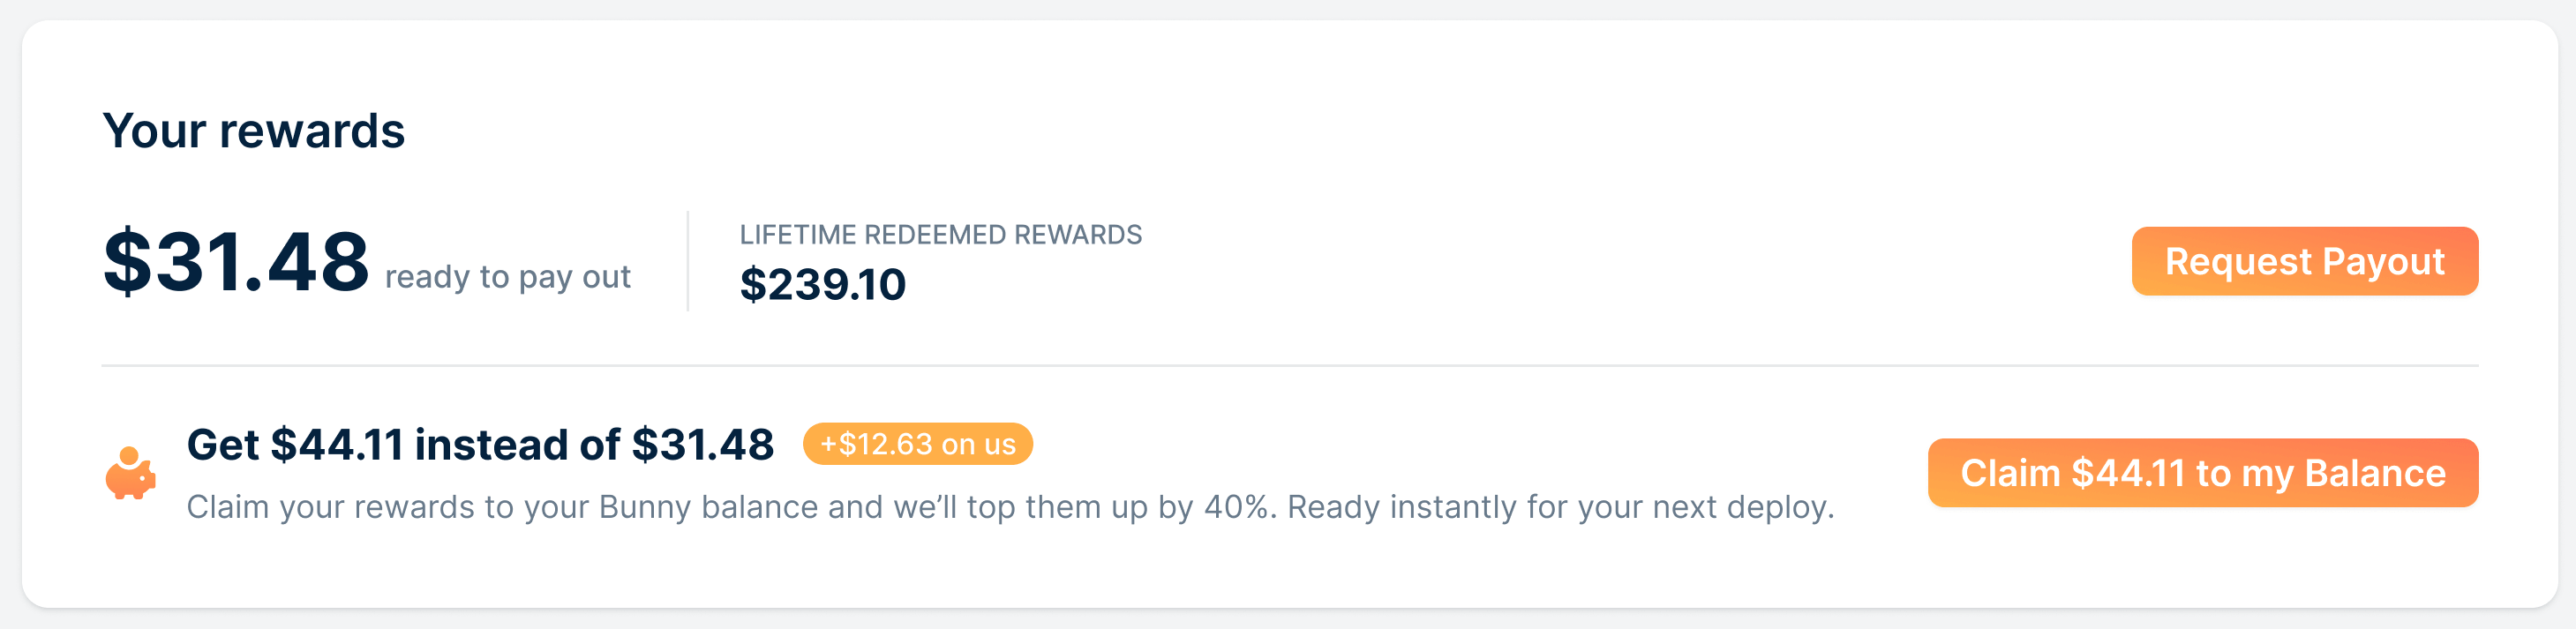 Your rewards
$31.48 ready to pay out
LIFETIME REDEEMED REWARDS
$239.10
Request Payout
Get $44.11 instead of $31.48
+$12.63 on us
Claim your rewards to your Bunny balance and we’ll top them up by 40%. Ready instantly for your next deploy.
Claim $44.11 to my Balance